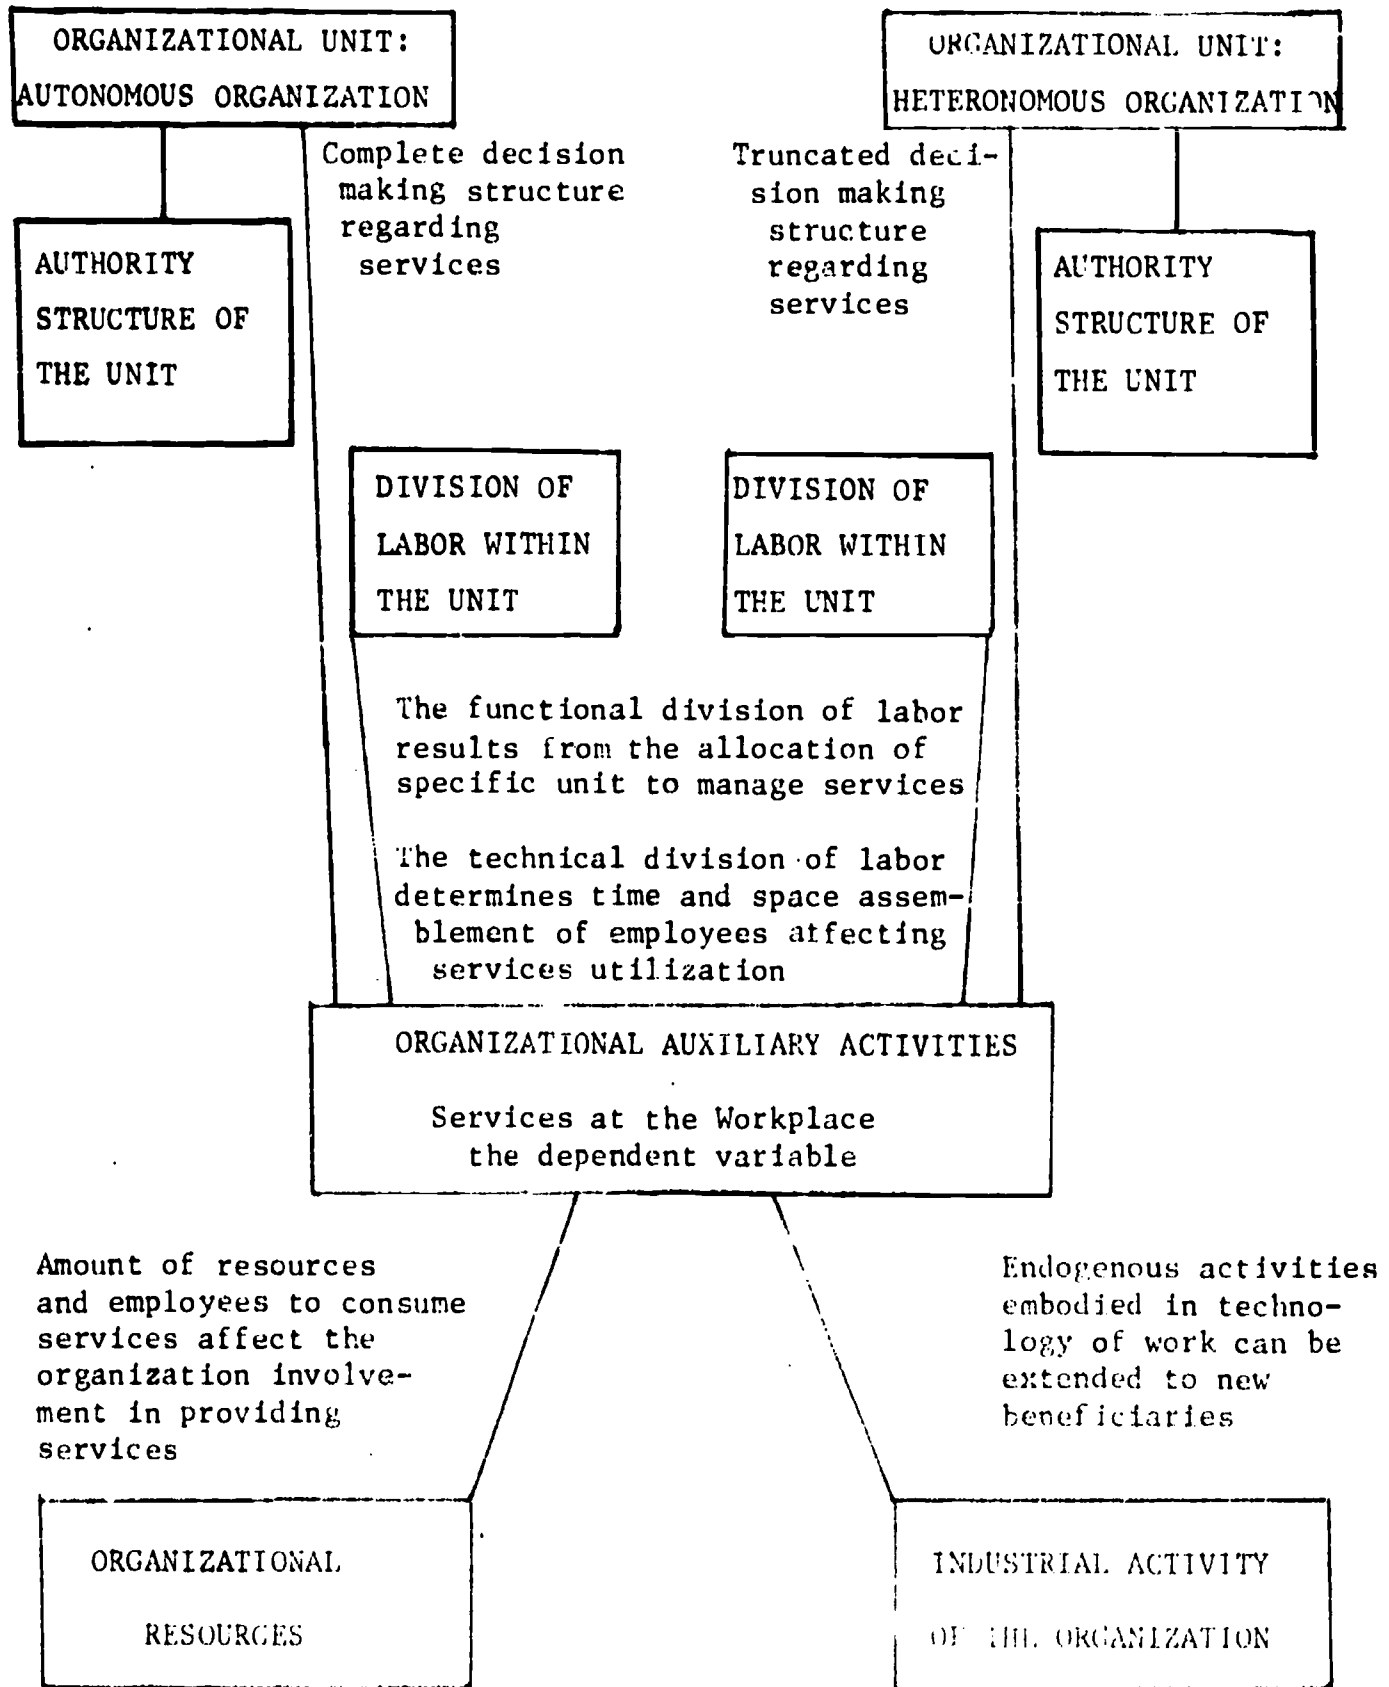 ORGANIZATIONAL UNIT:
AUTONOMOUS ORGANIZATION
ORGANIZATIONAL UNIT:
HETERONOMOUS ORGANIZATION
Complete decision
making structure
regarding
services
Truncated deci-
sion making
structure
regarding
services
AUTHORITY
STRUCTURE OF
THE UNIT
AUTHORITY
STRUCTURE OF
THE UNIT
DIVISION OF
LABOR WITHIN
THE UNIT
DIVISION OF
LABOR WITHIN
THE UNIT
The functional division of labor
results from the allocation of
specific unit to manage services
The technical division of labor
determines time and space assem-
blement of employees affecting
services utilization
ORGANIZATIONAL AUXILIARY ACTIVITIES
Services at the Workplace
the dependent variable
Amount of resources
and employees to consume
services affect the
organization involve-
ment in providing
services
Endogenous activities
embodied in techno-
logy of work can be
extended to new
beneficiaries
ORGANIZATIONAL
RESOURCES
INDUSTRIAL ACTIVITY
OF THE ORGANIZATION